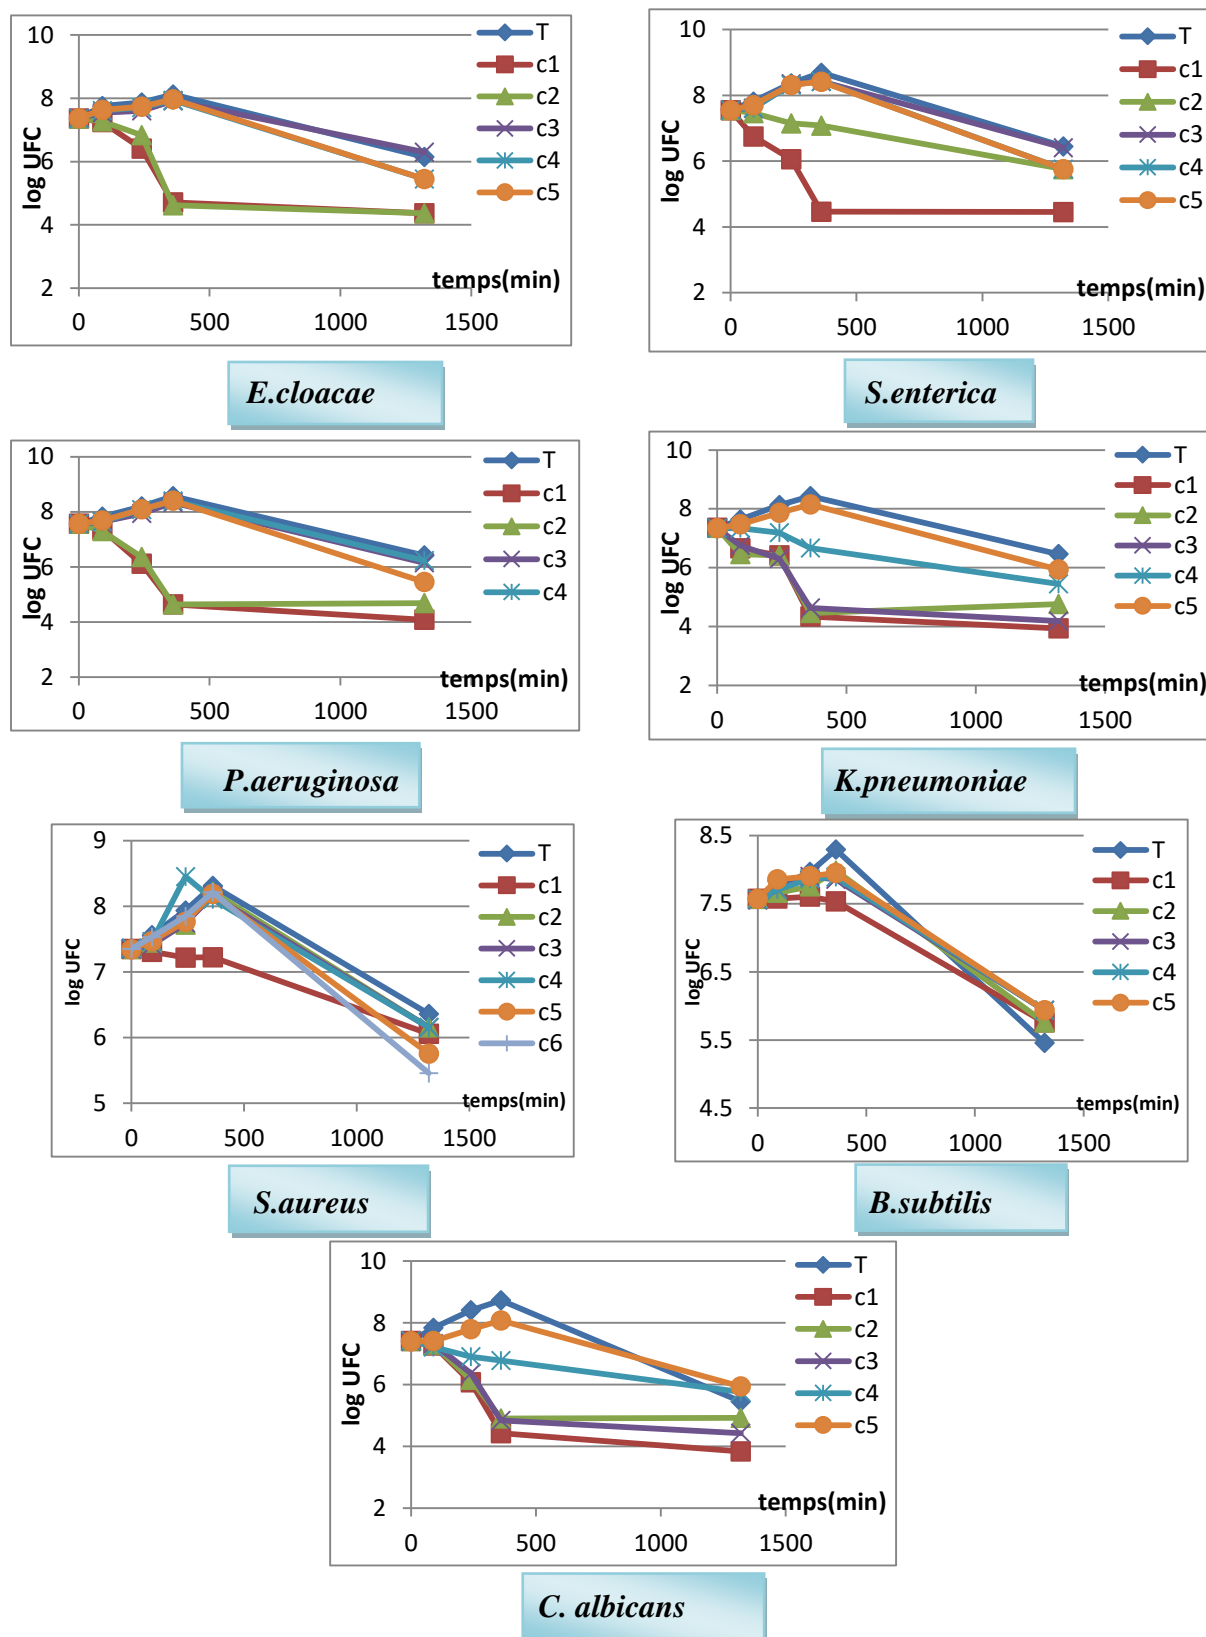 10
8
6
4
2
log UFC
0
500
1000
1500
temps(min)
T
c1
c2
c3
c4
c5
E.cloacae
10
8
6
4
2
log UFC
0
500
1000
1500
temps(min)
T
c1
c2
c3
c4
c5
S.enterica
10
8
6
4
2
log UFC
0
500
1000
1500
temps(min)
T
c1
c2
c3
c4
P.aeruginosa
10
8
6
4
2
log UFC
0
500
1000
1500
temps(min)
T
c1
c2
c3
c4
c5
K.pneumoniae
9
8
7
6
5
log UFC
0
500
1000
1500
temps(min)
T
c1
c2
c3
c4
c5
c6
S.aureus
8.5
7.5
6.5
5.5
4.5
log UFC
0
500
1000
1500
temps(min)
T
c1
c2
c3
c4
c5
B.subtilis
10
8
6
4
2
log UFC
0
500
1000
1500
temps(min)
T
c1
c2
c3
c4
c5
C. albicans